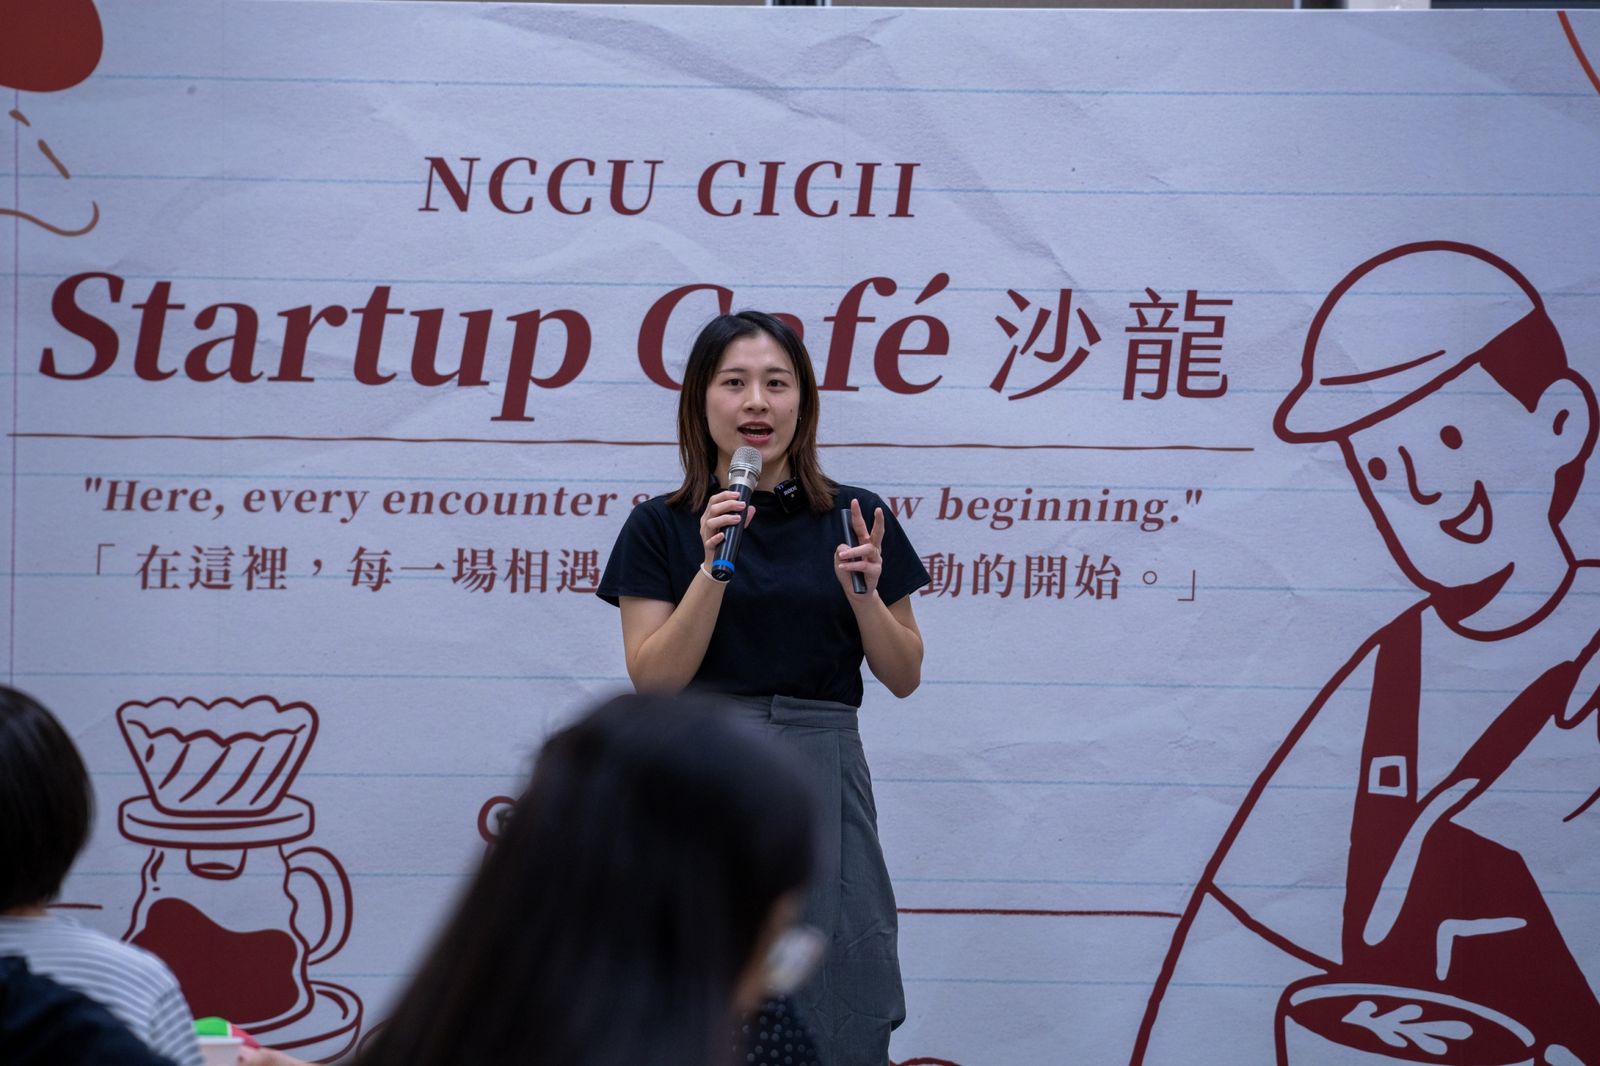 NCCU CICII
Startup Café 沙龍
"Here, every encounter beginning."
「在這裡，每一場相遇 動的開始。」